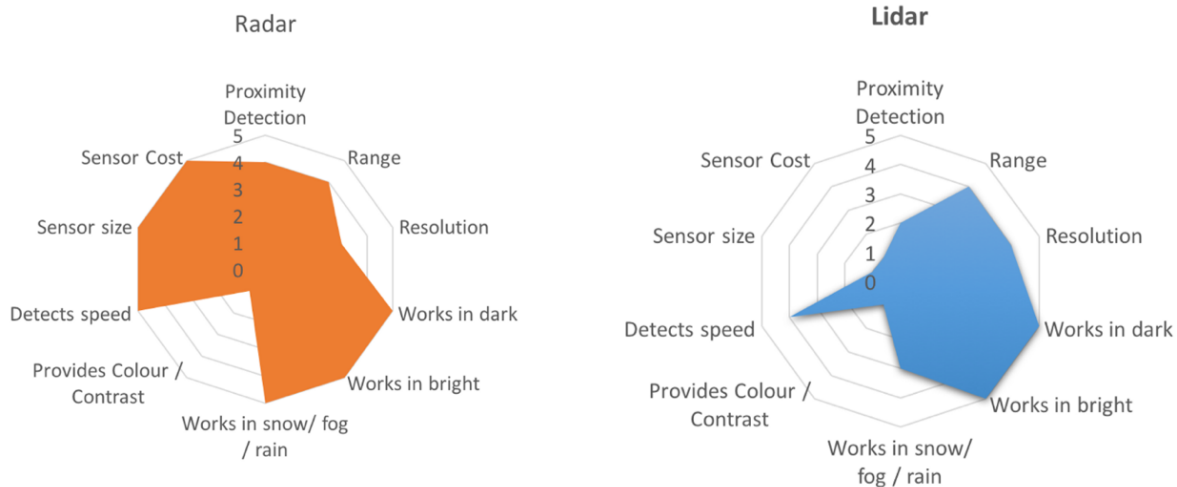 Radar
Proximity
Detection
5
4
3
2
1
0
Sensor Cost
Range
Sensor size
Resolution
Detects speed
Works in dark
Provides Colour /
Contrast
Works in bright
Works in snow/ fog
/ rain
Lidar
Proximity
Detection
5
4
3
2
1
0
Sensor Cost
Range
Sensor size
Resolution
Detects speed
Works in dark
Provides Colour /
Contrast
Works in bright
Works in snow/
fog / rain